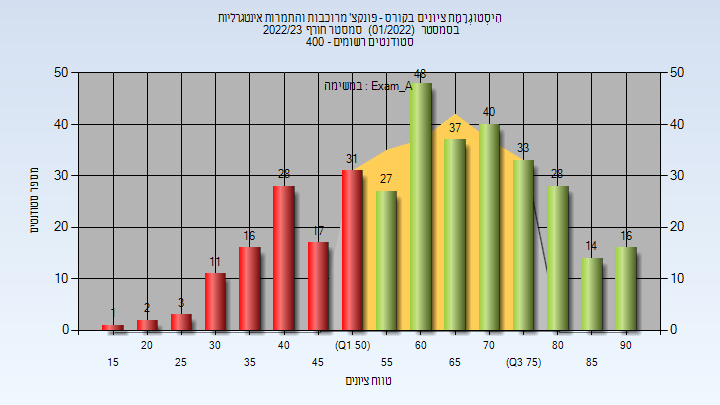 היסטוגרמת ציונים בקורס - פונקצ' מרוכבות והתמרות אינטגרליות
בסמסטר (01/2022) סמסטר חורף 2022/23
סטודנטים רשומים - 400
במשימה : Exam_A
מספר סטודנטים
50 40 30 20 10 0
1 2 3 11 16 28 17 31 27 48 37 40 33 28 14 16
50 40 30 20 10 0
20 30 40 (Q1 50) 60 70 80 90
15 25 35 45 55 65 (Q3 75) 85
טווח ציונים